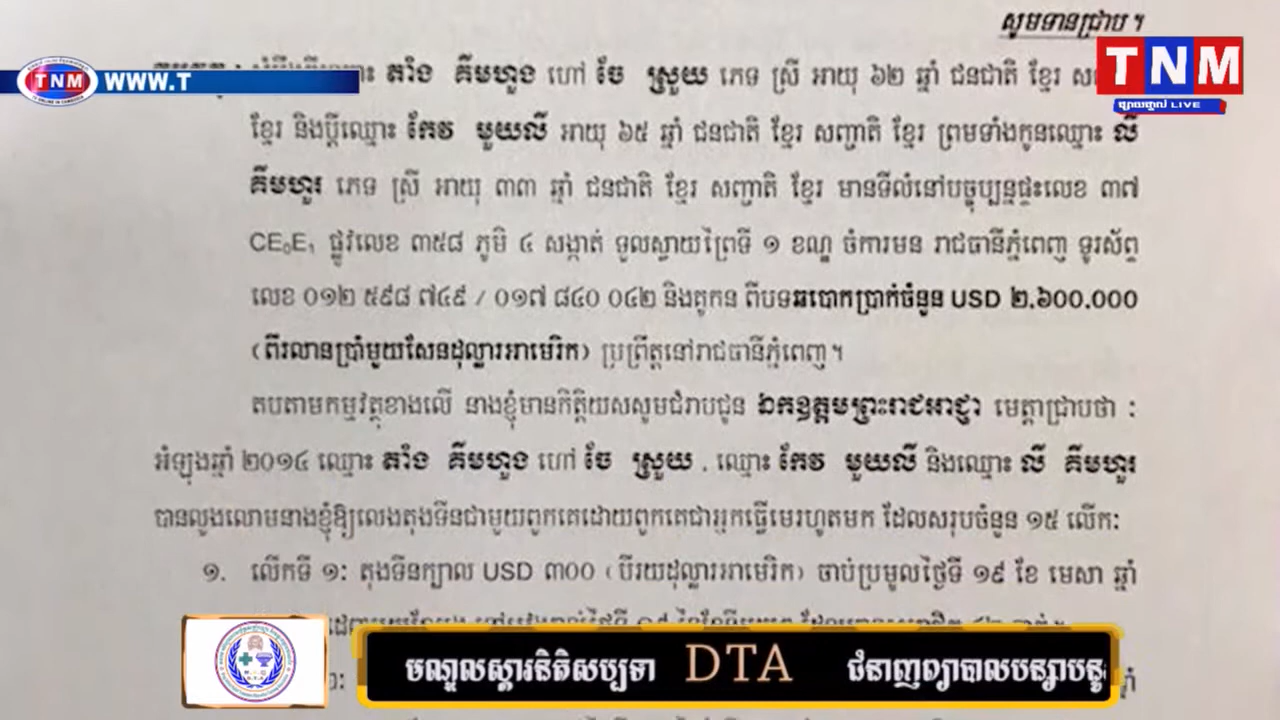 សូមទានជ្រាប ។
TNM
ផ្សាយផ្ទាល់ LIVE
TNM WWW.T
តាំង គីមហួង ហៅ ចែ ស្រួយ ភេទ ស្រី អាយុ ៦២ ឆ្នាំ ជនជាតិ ខ្មែរ
ខ្មែរ និងប្តីឈ្មោះ កែវ មួយលី អាយុ ៦៥ ឆ្នាំ ជនជាតិ ខ្មែរ សញ្ជាតិ ខ្មែរ ព្រមទាំងកូនឈ្មោះ លី
គីមហួរ ភេទ ស្រី អាយុ ៣៣ ឆ្នាំ ជនជាតិ ខ្មែរ សញ្ជាតិ ខ្មែរ មានទីលំនៅបច្ចុប្បន្នផ្ទះលេខ ៣៧
CE₀E₁ ផ្លូវលេខ ៣៥៨ ភូមិ ៤ សង្កាត់ ទួលស្វាយព្រៃទី ១ ខណ្ឌ ចំការមន រាជធានីភ្នំពេញ ទូរស័ព្ទ
លេខ ០១២ ៥៩៨ ៧៤៩ / ០១៧ ៨៤០ ០៤២ និងគូកន ពីបទឆបោកប្រាក់ចំនួន USD ២.៦០០.០០០
(ពីរលានប្រាំមួយសែនដុល្លារអាមេរិក) ប្រព្រឹត្តនៅរាជធានីភ្នំពេញ។
តបតាមកម្មវត្ថុខាងលើ នាងខ្ញុំមានកិត្តិយសសូមជំរាបជូន ឯកឧត្តមព្រះរាជអាជ្ញា មេត្តាជ្រាបថា :
អំឡុងឆ្នាំ ២០១៤ ឈ្មោះ តាំង គីមហួង ហៅ ចែ ស្រួយ , ឈ្មោះ កែវ មួយលី និងឈ្មោះ លី គីមហួរ
បានលួងលោមនាងខ្ញុំឱ្យលេងតុងទីនជាមួយពួកគេដោយពួកគេជាអ្នកធ្វើមេរហូតមក ដែលសរុបចំនួន ១៥ លើក:
១. លើកទី ១: តុងទីនក្បាល USD ៣០០ (បីរយដុល្លារអាមេរិក) ចាប់ប្រមូលថ្ងៃទី ១៩ ខែ មេសា ឆ្នាំ
ឆ្នាំ
មណ្ឌលស្តារនិតិសប្បទា DTA ជំនាញព្យាបាលបន្សាប